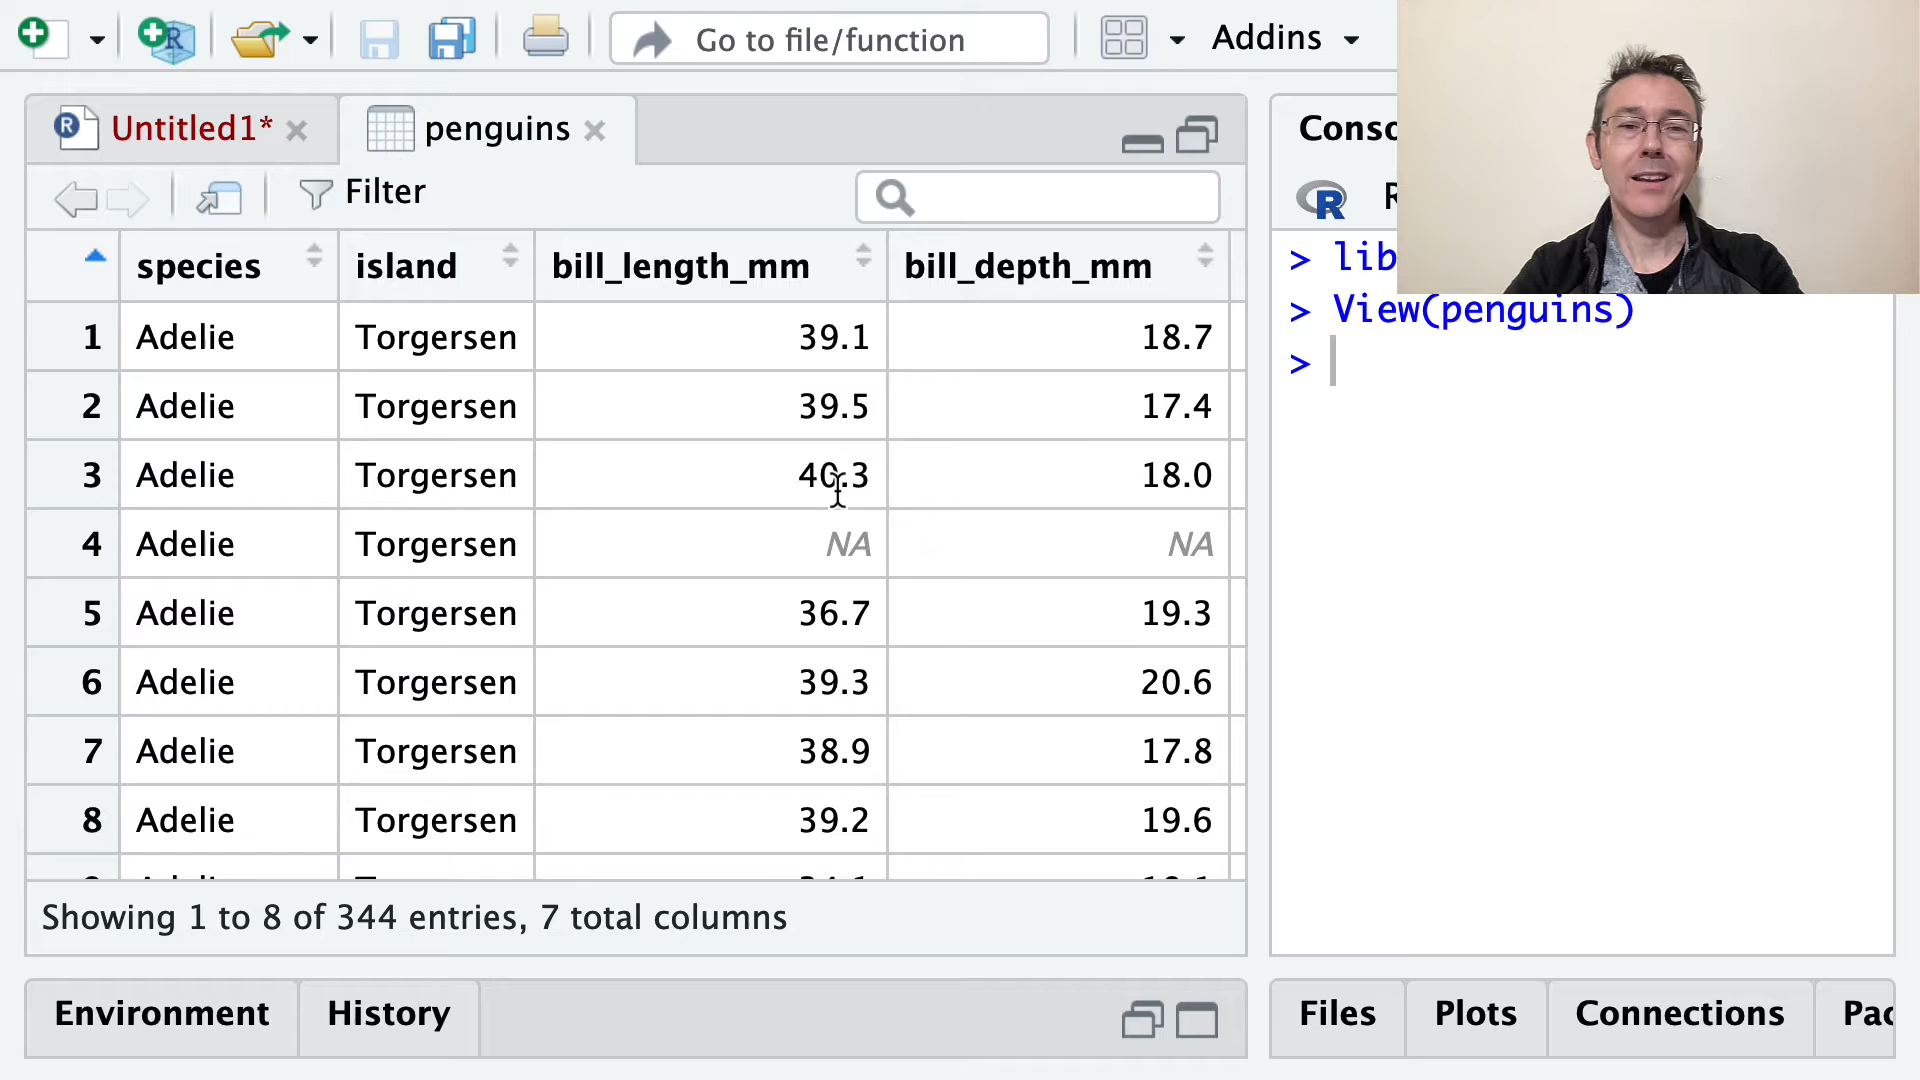 Go to file/function
Addins
Untitled1*
penguins
Filter
species island bill_length_mm bill_depth_mm
1 Adelie Torgersen 39.1 18.7
2 Adelie Torgersen 39.5 17.4
3 Adelie Torgersen 40.3 18.0
4 Adelie Torgersen NA NA
5 Adelie Torgersen 36.7 19.3
6 Adelie Torgersen 39.3 20.6
7 Adelie Torgersen 38.9 17.8
8 Adelie Torgersen 39.2 19.6
Showing 1 to 8 of 344 entries, 7 total columns
Environment History
Conso
R
> lib
> View(penguins)
>
Files Plots Connections Pac